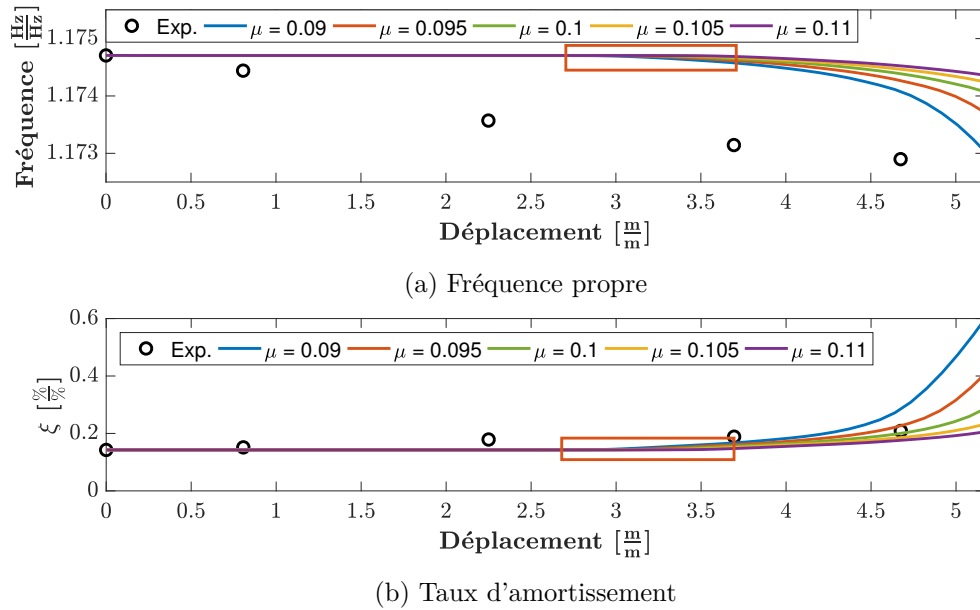 Fréquence [Hz/Hz]
1.175
1.174
1.173
Exp. μ = 0.09 μ = 0.095 μ = 0.1 μ = 0.105 μ = 0.11
0 0.5 1 1.5 2 2.5 3 3.5 4 4.5 5
Déplacement [m/m]
(a) Fréquence propre
ξ [%/%]
0.6
0.4
0.2
0
Exp. μ = 0.09 μ = 0.095 μ = 0.1 μ = 0.105 μ = 0.11
0 0.5 1 1.5 2 2.5 3 3.5 4 4.5 5
Déplacement [m/m]
(b) Taux d'amortissement